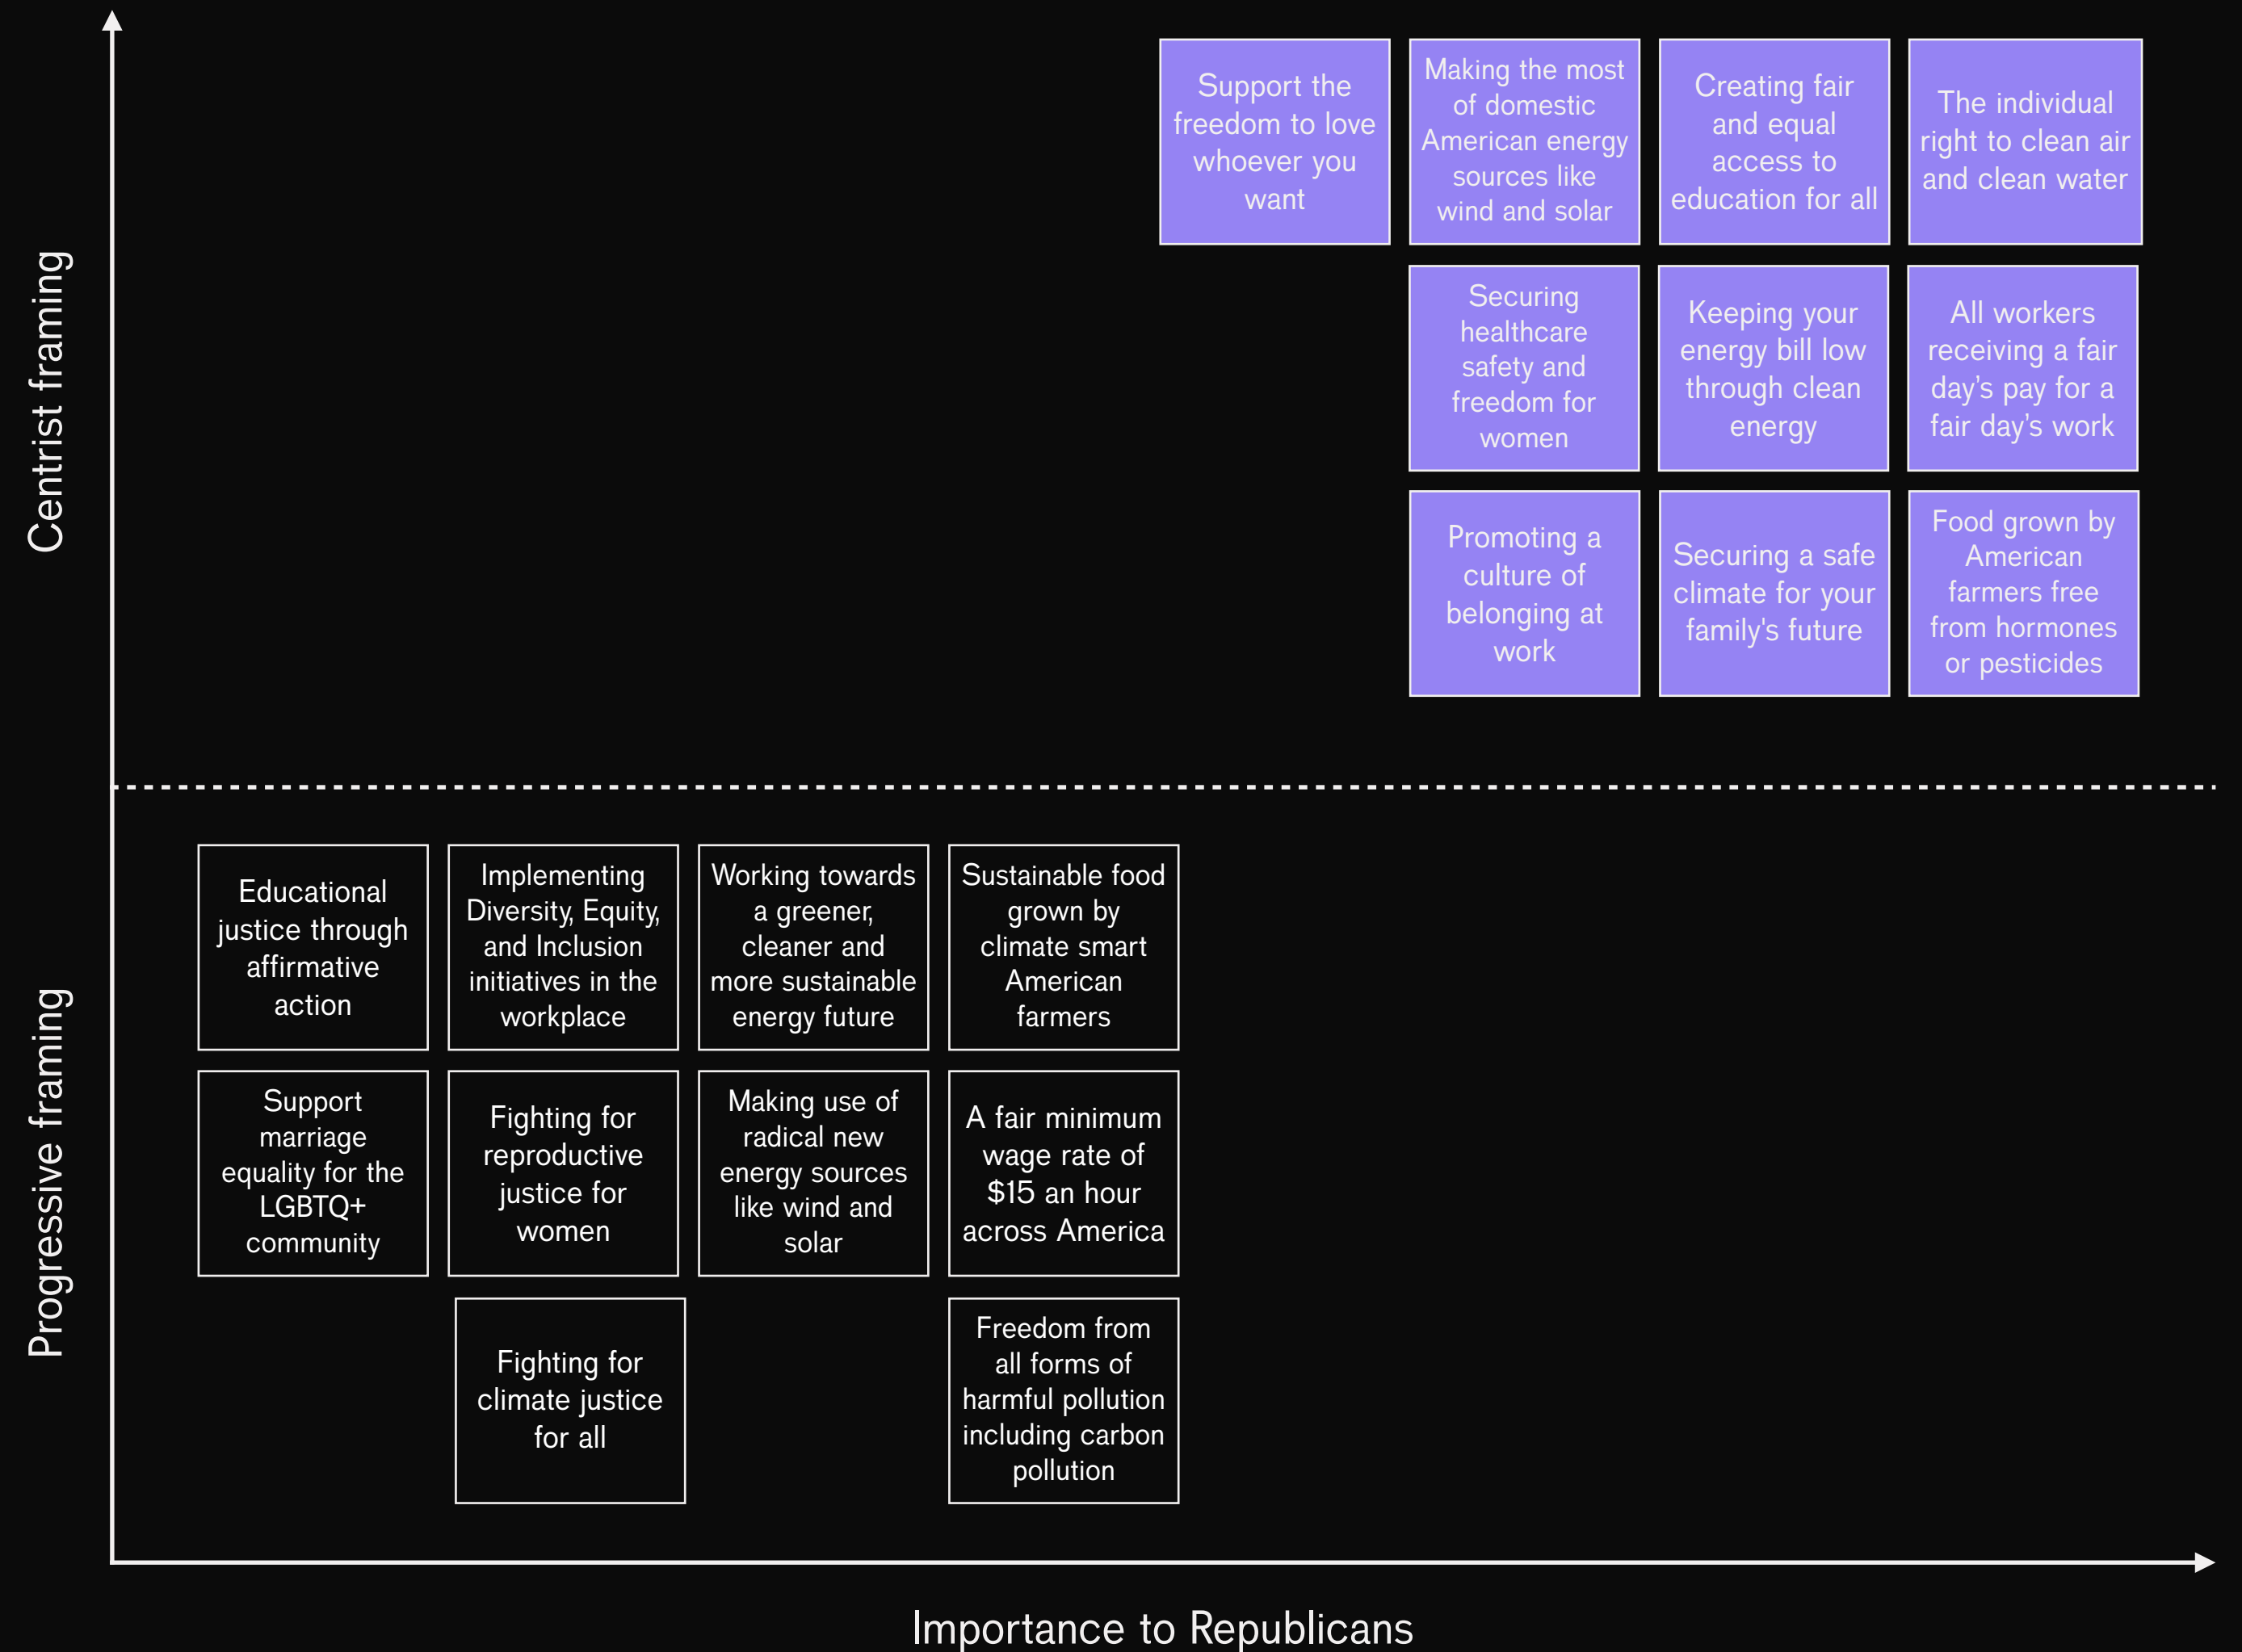 Centrist framing
Support the
freedom to love
whoever you
want
Making the most
of domestic
American energy
sources like
wind and solar
Creating fair
and equal
access to
education for all
The individual
right to clean air
and clean water
Securing
healthcare
safety and
freedom for
women
Keeping your
energy bill low
through clean
energy
All workers
receiving a fair
day’s pay for a
fair day’s work
Promoting a
culture of
belonging at
work
Securing a safe
climate for your
family's future
Food grown by
American
farmers free
from hormones
or pesticides
Progressive framing
Educational
justice through
affirmative
action
Implementing
Diversity, Equity,
and Inclusion
initiatives in the
workplace
Working towards
a greener,
cleaner and
more sustainable
energy future
Sustainable food
grown by
climate smart
American
farmers
Support
marriage
equality for the
LGBTQ+
community
Fighting for
reproductive
justice for
women
Making use of
radical new
energy sources
like wind and
solar
A fair minimum
wage rate of
$15 an hour
across America
Fighting for
climate justice
for all
Freedom from
all forms of
harmful pollution
including carbon
pollution
Importance to Republicans